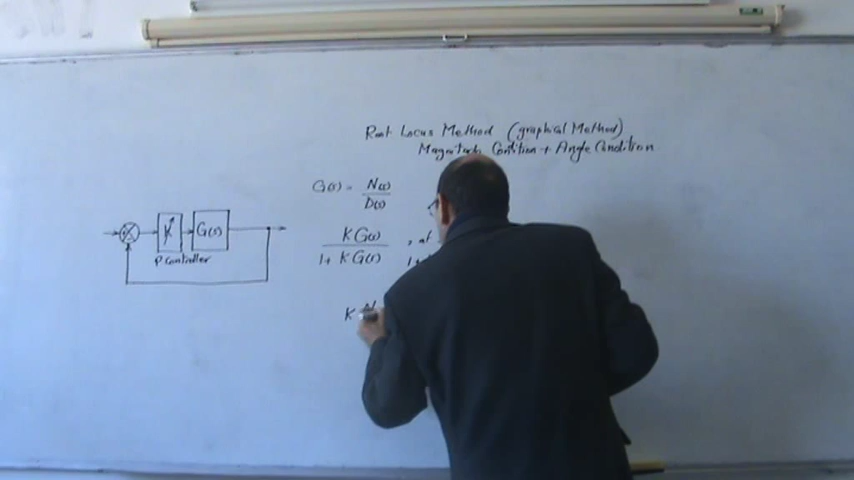 Root Locus Method (graphical Method)
Magnitude Condition + Angle Condition
G(s) = N(s)
D(s)
K G(s)
1+ K G(s)
K
G(s)
P Controller
K N